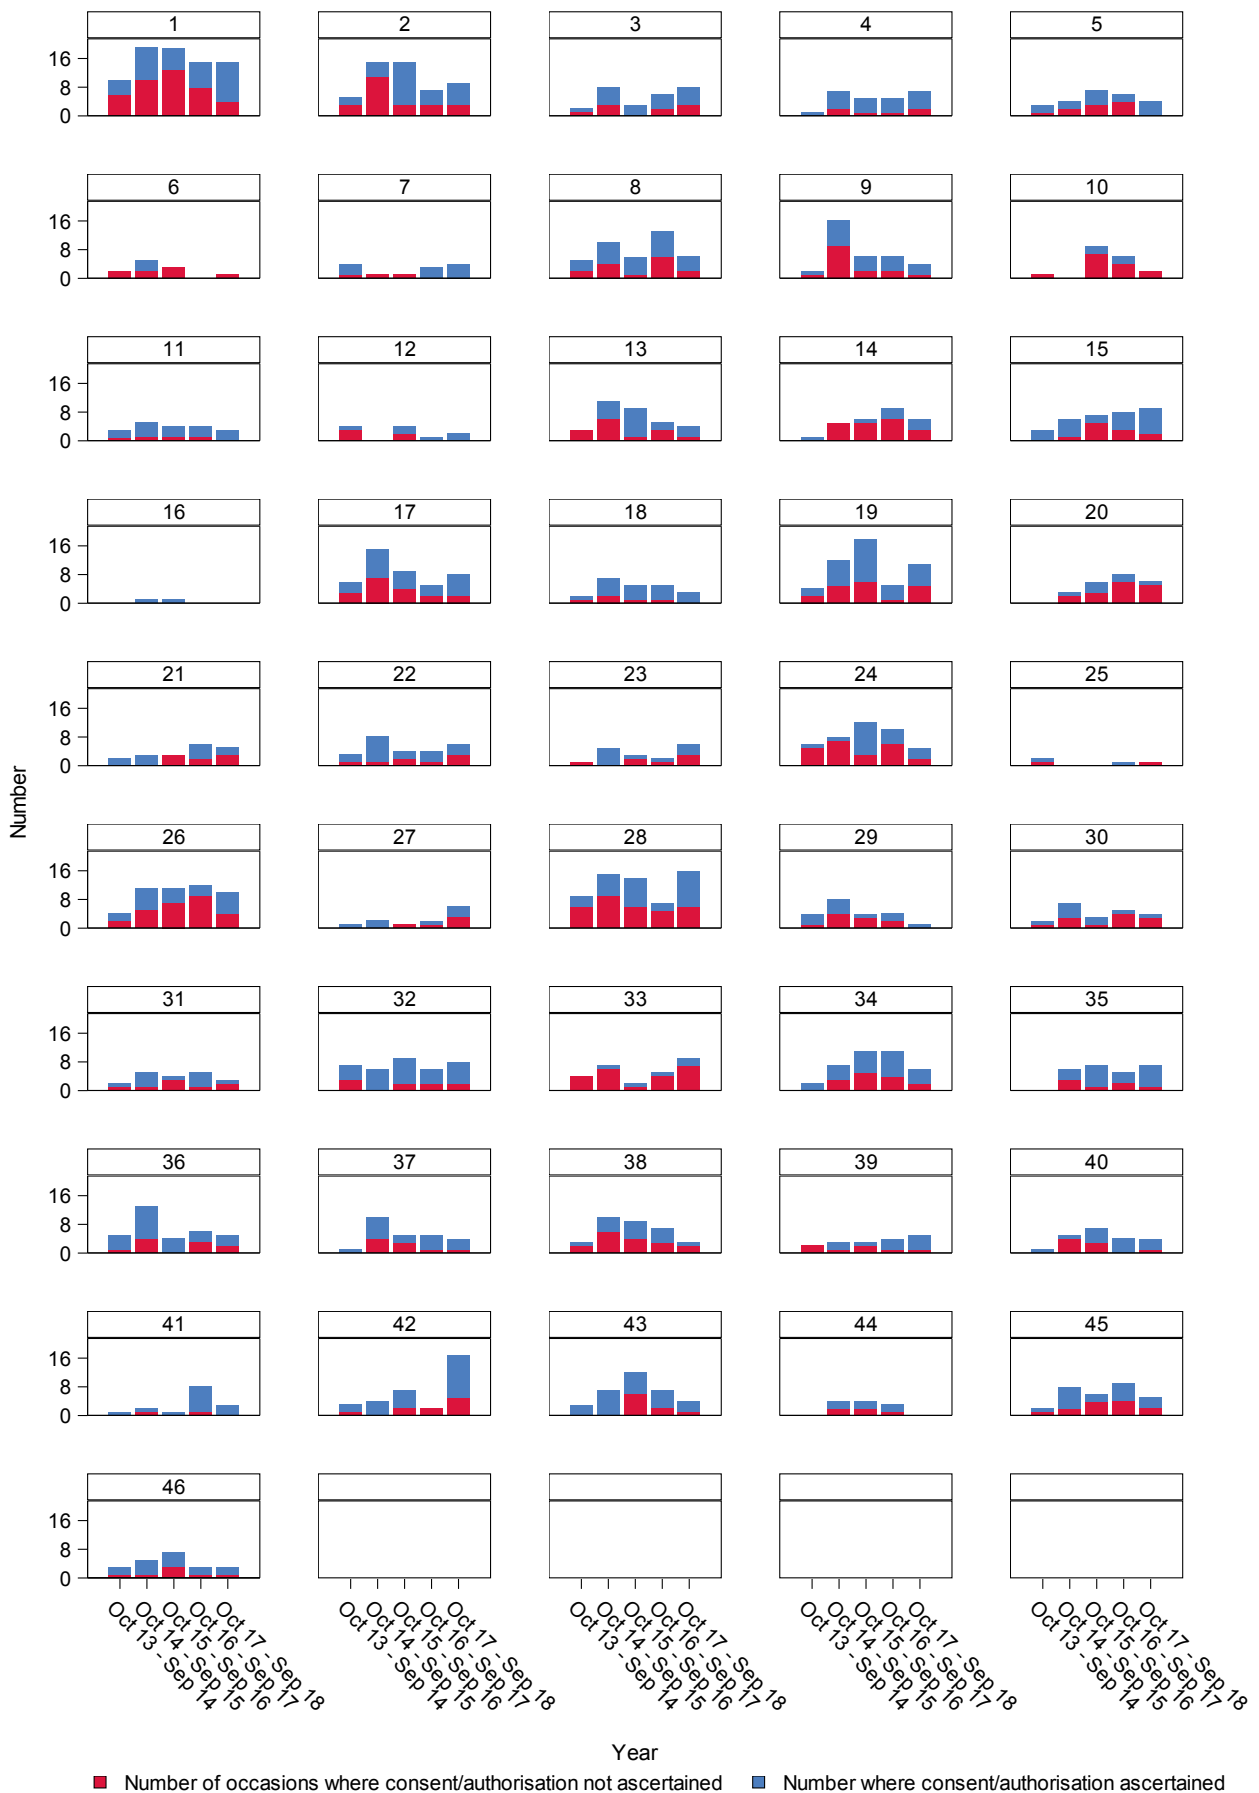 1 2 3 4 5
16
8
0
6 7 8 9 10
16
8
0
11 12 13 14 15
16
8
0
16 17 18 19 20
16
8
0
21 22 23 24 25
16
8
0
26 27 28 29 30
16
8
0
31 32 33 34 35
16
8
0
36 37 38 39 40
16
8
0
41 42 43 44 45
16
8
0
46
16
8
0
Number
Oct 13 - Sep 14
Oct 14 - Sep 15
Oct 15 - Sep 16
Oct 16 - Sep 17
Oct 17 - Sep 18
Oct 13 - Sep 14
Oct 14 - Sep 15
Oct 15 - Sep 16
Oct 16 - Sep 17
Oct 17 - Sep 18
Oct 13 - Sep 14
Oct 14 - Sep 15
Oct 15 - Sep 16
Oct 16 - Sep 17
Oct 17 - Sep 18
Oct 13 - Sep 14
Oct 14 - Sep 15
Oct 15 - Sep 16
Oct 16 - Sep 17
Oct 17 - Sep 18
Oct 13 - Sep 14
Oct 14 - Sep 15
Oct 15 - Sep 16
Oct 16 - Sep 17
Oct 17 - Sep 18
Year
Number of occasions where consent/authorisation not ascertained Number where consent/authorisation ascertained